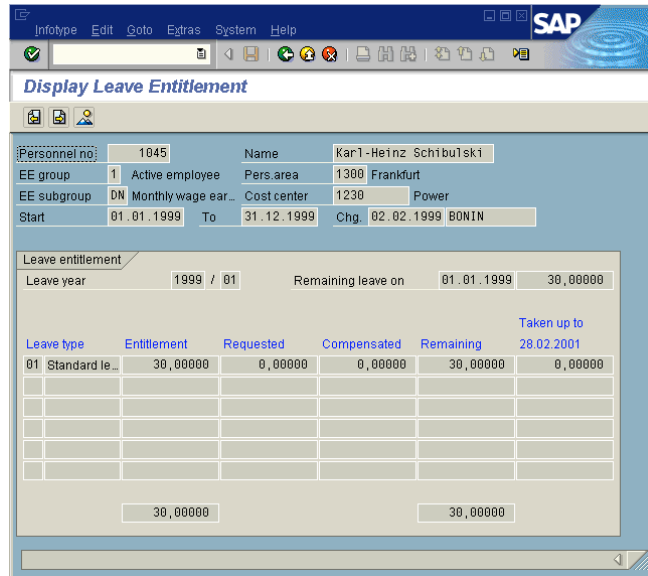 Infotype Edit Goto Extras System Help
SAP
Display Leave Entitlement
Personnel no 1045 Name Karl-Heinz Schibulski
EE group 1 Active employee Pers.area 1300 Frankfurt
EE subgroup DN Monthly wage ear... Cost center 1230 Power
Start 01.01.1999 To 31.12.1999 Chg. 02.02.1999 BONIN
Leave entitlement
Leave year 1999 / 01 Remaining leave on 01.01.1999 30,00000
Taken up to
Leave type Entitlement Requested Compensated Remaining 28.02.2001
01 Standard le... 30,00000 0,00000 0,00000 30,00000 0,00000
30,00000 30,00000